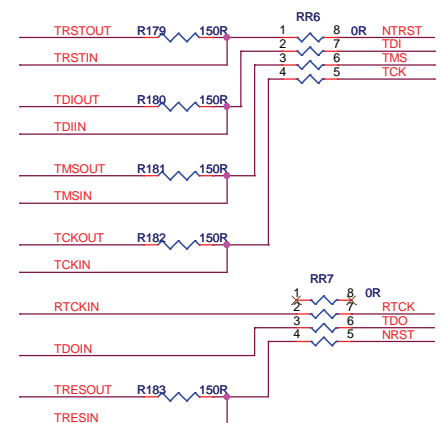 RR6
TRSTOUT R179 150R 1 8 0R NTRST
2 7 TDI
TRSTIN 3 6 TMS
4 5 TCK
TDIOUT R180 150R
TDIIN
TMSOUT R181 150R
TMSIN
TCKOUT R182 150R
TCKIN
RR7
1 8 0R
RTCKIN 2 7 RTCK
3 6 TDO
4 5 NRST
TDOIN
TRESOUT R183 150R
TRESIN